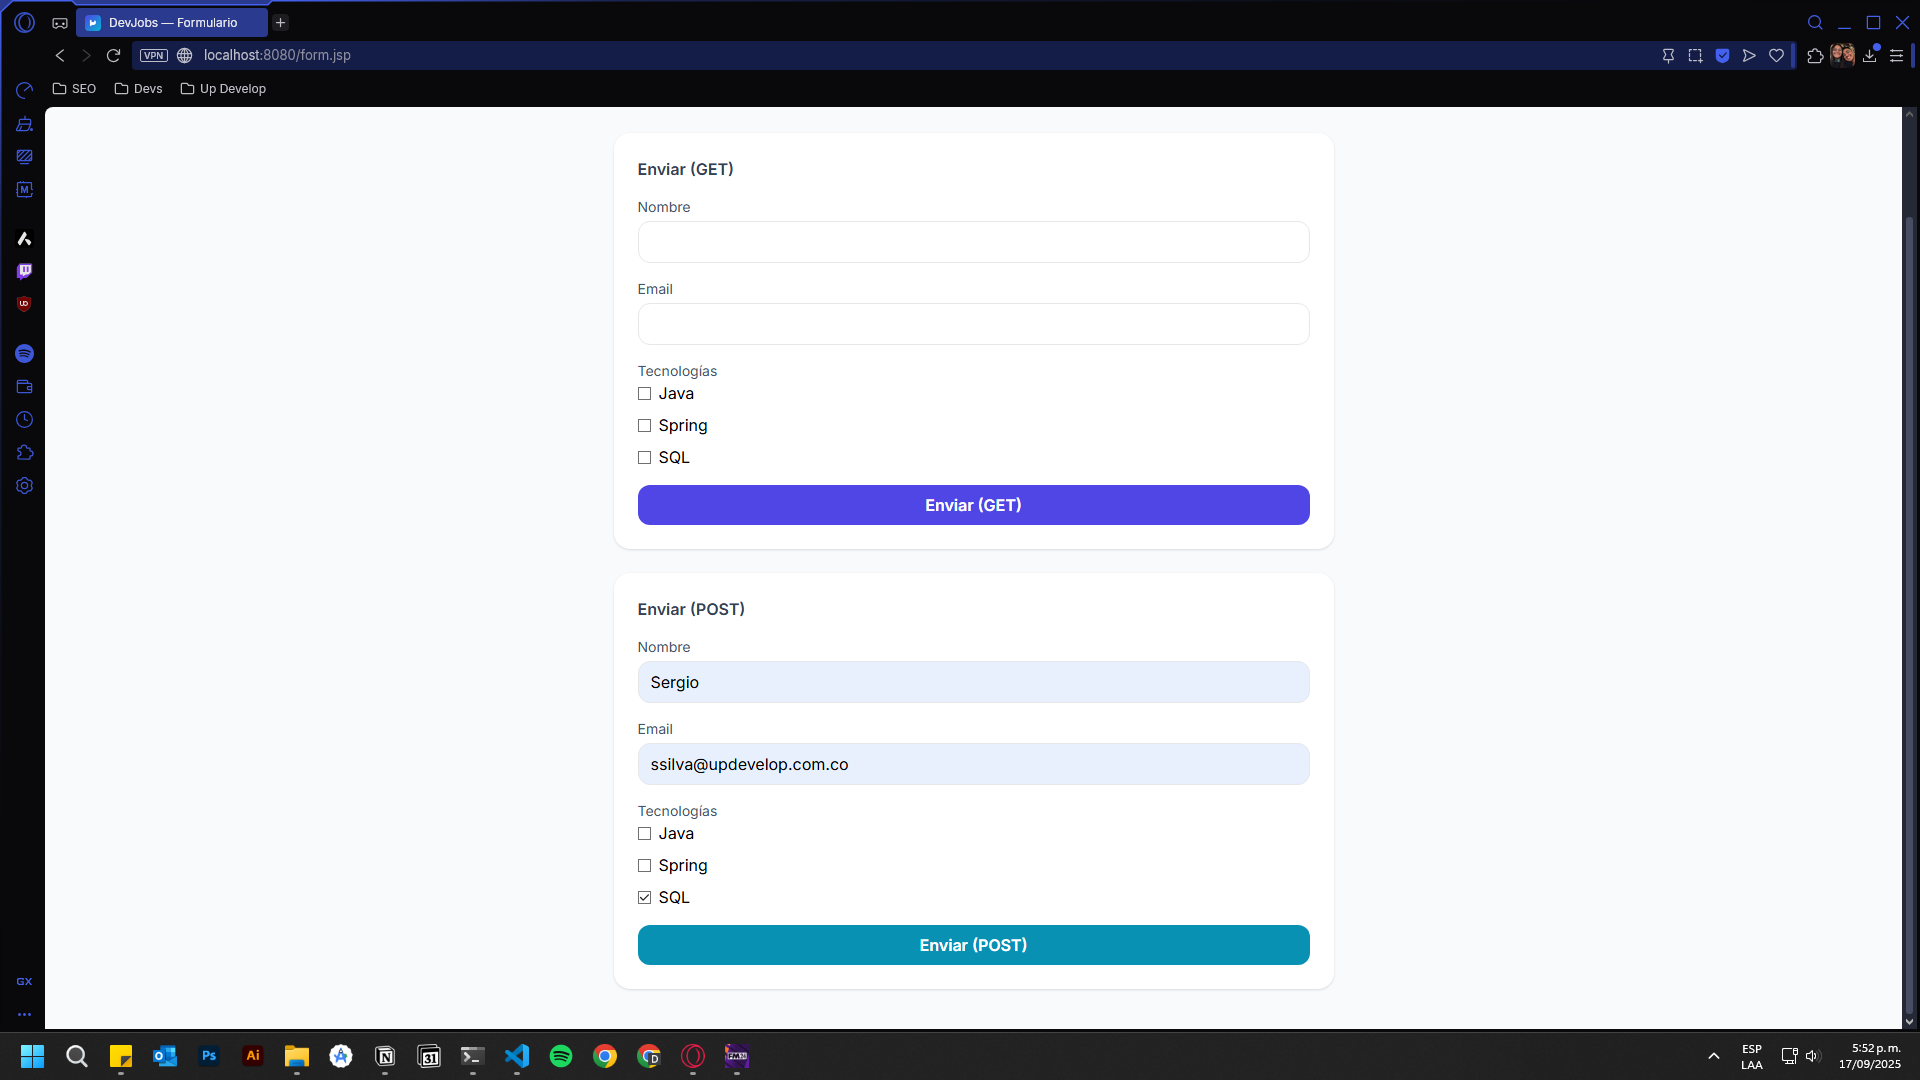 DevJobs — Formulario
VPN localhost:8080/form.jsp
SEO Devs Up Develop
Enviar (GET)
Nombre
Email
Tecnologías
Java
Spring
SQL
Enviar (GET)
Enviar (POST)
Nombre
Sergio
Email
ssilva@updevelop.com.co
Tecnologías
Java
Spring
SQL
Enviar (POST)
GX
ESP
LAA
5:52 p. m.
17/09/2025